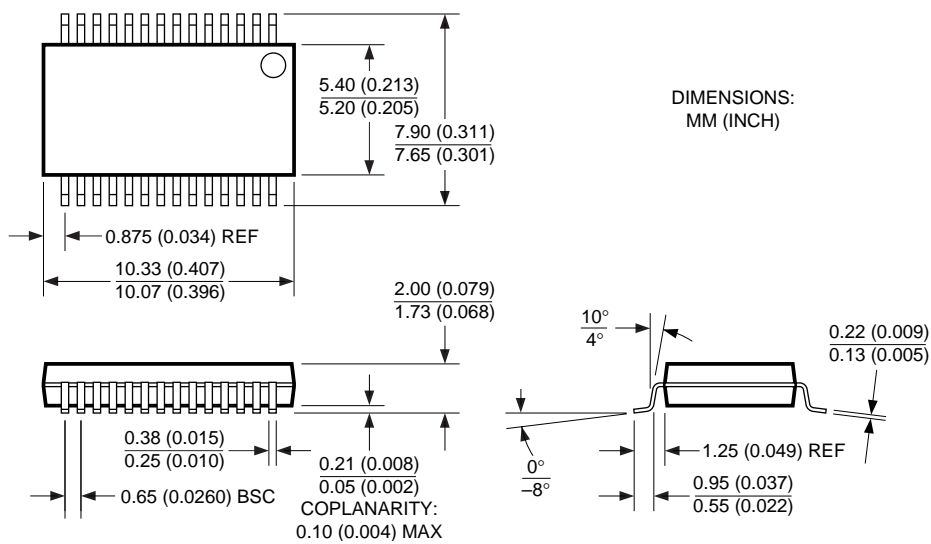 5.40 (0.213)
5.20 (0.205)
DIMENSIONS:
MM (INCH)
7.90 (0.311)
7.65 (0.301)
0.875 (0.034) REF
10.33 (0.407)
10.07 (0.396)
2.00 (0.079)
1.73 (0.068)
10°
4°
0.22 (0.009)
0.13 (0.005)
0.38 (0.015)
0.25 (0.010)
0.21 (0.008)
0.05 (0.002)
COPLANARITY:
0.10 (0.004) MAX
0.65 (0.0260) BSC
0°
–8°
1.25 (0.049) REF
0.95 (0.037)
0.55 (0.022)